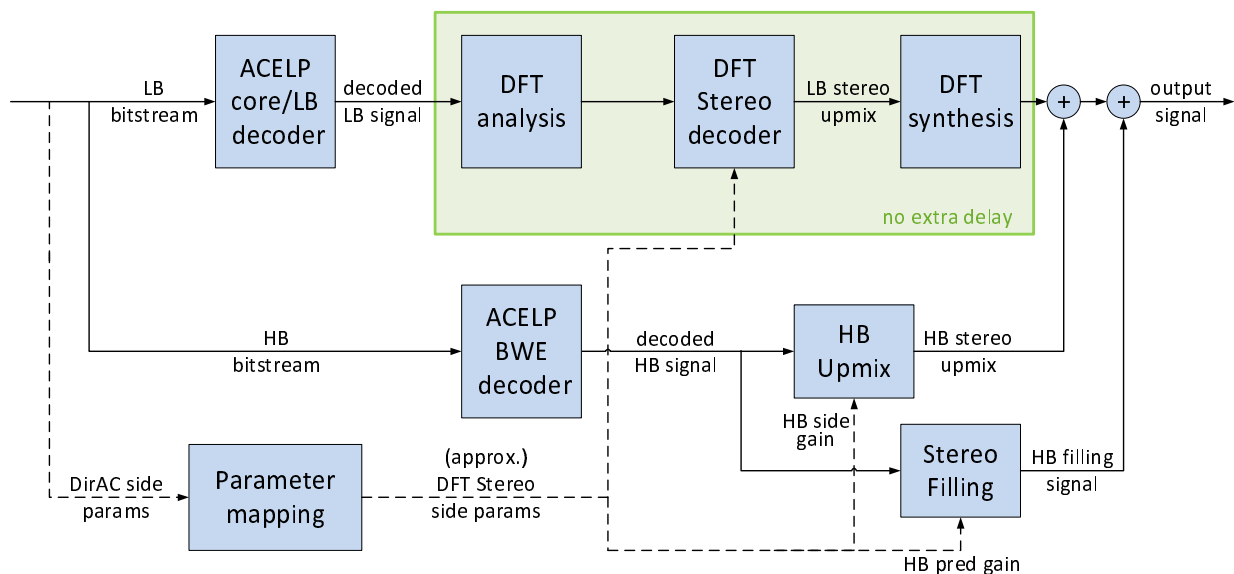 LB
bitstream
ACELP
core/LB
decoder
decoded
LB signal
DFT
analysis
DFT
Stereo
decoder
LB stereo
upmix
DFT
synthesis
+
+
output
signal
no extra delay
HB
bitstream
ACELP
BWE
decoder
decoded
HB signal
HB
Upmix
HB stereo
upmix
HB side
gain
Stereo
Filling
HB filling
signal
DirAC side
params
Parameter
mapping
(approx.)
DFT Stereo
side params
HB pred gain